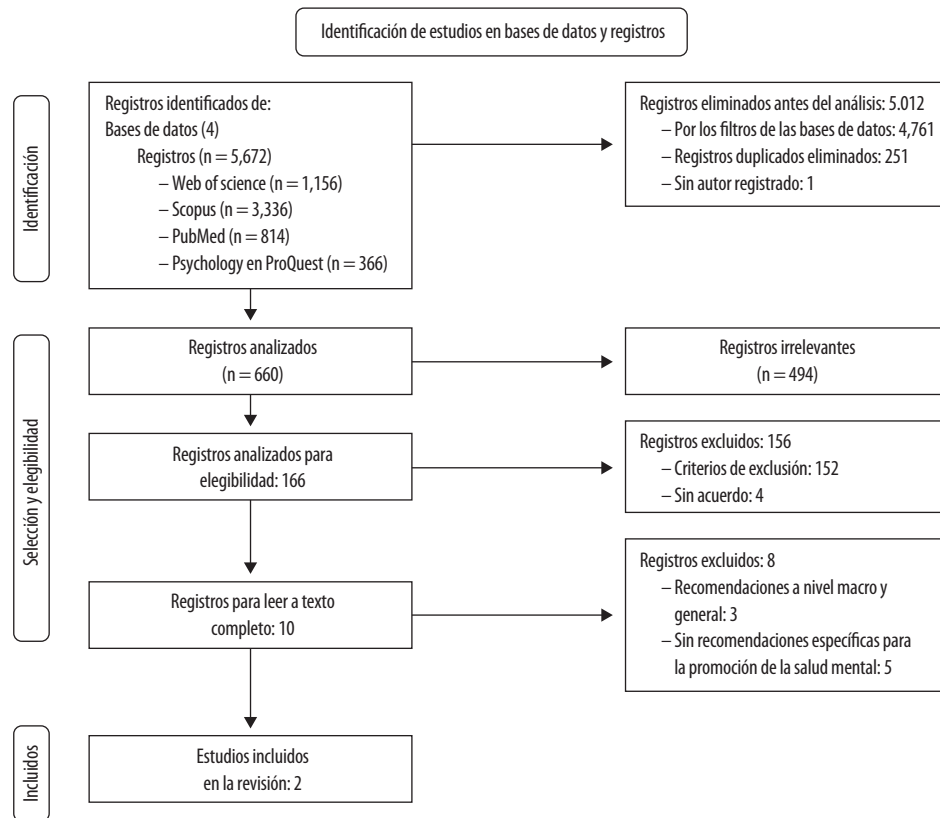 Identificación de estudios en bases de datos y registros
Identificación
Registros identificados de:
Bases de datos (4)
Registros (n = 5,672)
– Web of science (n = 1,156)
– Scopus (n = 3,336)
– PubMed (n = 814)
– Psychology en ProQuest (n = 366)
Registros eliminados antes del análisis: 5.012
– Por los filtros de las bases de datos: 4,761
– Registros duplicados eliminados: 251
– Sin autor registrado: 1
Selección y elegibilidad
Registros analizados
(n = 660)
Registros irrelevantes
(n = 494)
Registros analizados para
elegibilidad: 166
Registros excluidos: 156
– Criterios de exclusión: 152
– Sin acuerdo: 4
Registros para leer a texto
completo: 10
Registros excluidos: 8
– Recomendaciones a nivel macro y
general: 3
– Sin recomendaciones específicas para
la promoción de la salud mental: 5
Incluidos
Estudios incluidos
en la revisión: 2